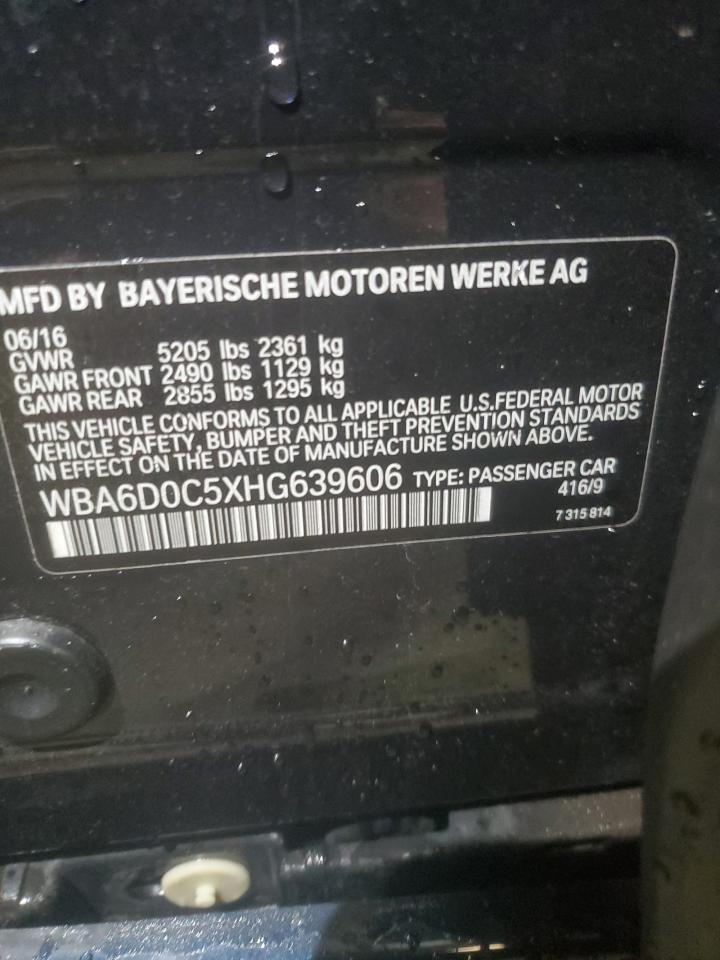 MFD BY BAYERISCHE MOTOREN WERKE AG
06/16
GVWR 5205 lbs 2361 kg
GAWR FRONT 2490 lbs 1129 kg
GAWR REAR 2855 lbs 1295 kg
THIS VEHICLE CONFORMS TO ALL APPLICABLE U.S.FEDERAL MOTOR
VEHICLE SAFETY, BUMPER AND THEFT PREVENTION STANDARDS
IN EFFECT ON THE DATE OF MANUFACTURE SHOWN ABOVE.
WBA6D0C5XHG639606 TYPE: PASSENGER CAR
416/9
7 315 814